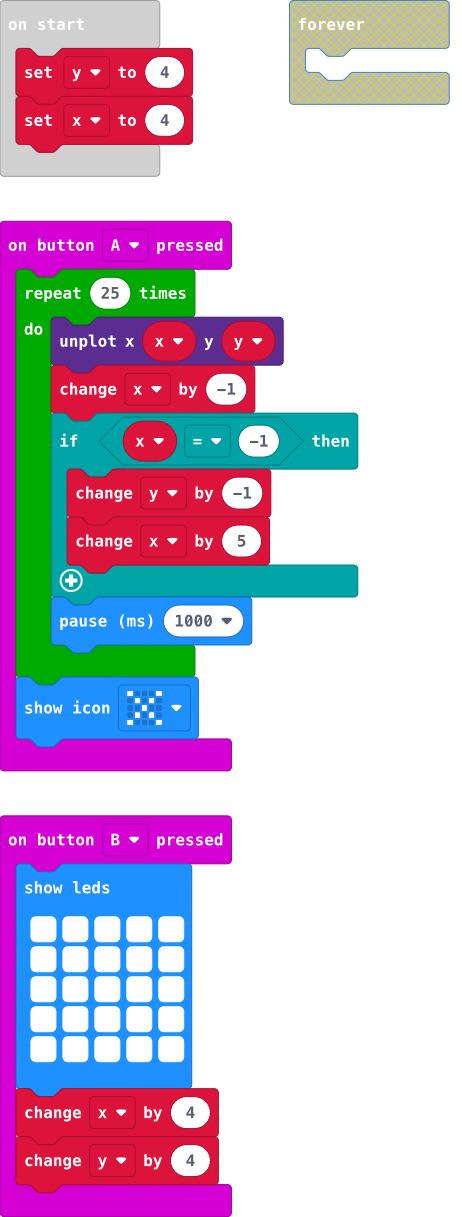 on start
set y to 4
set x to 4
forever
on button A pressed
repeat 25 times
do
unplot x x y y
change x by -1
if x = -1 then
change y by -1
change x by 5
pause (ms) 1000
show icon
on button B pressed
show leds
change x by 4
change y by 4